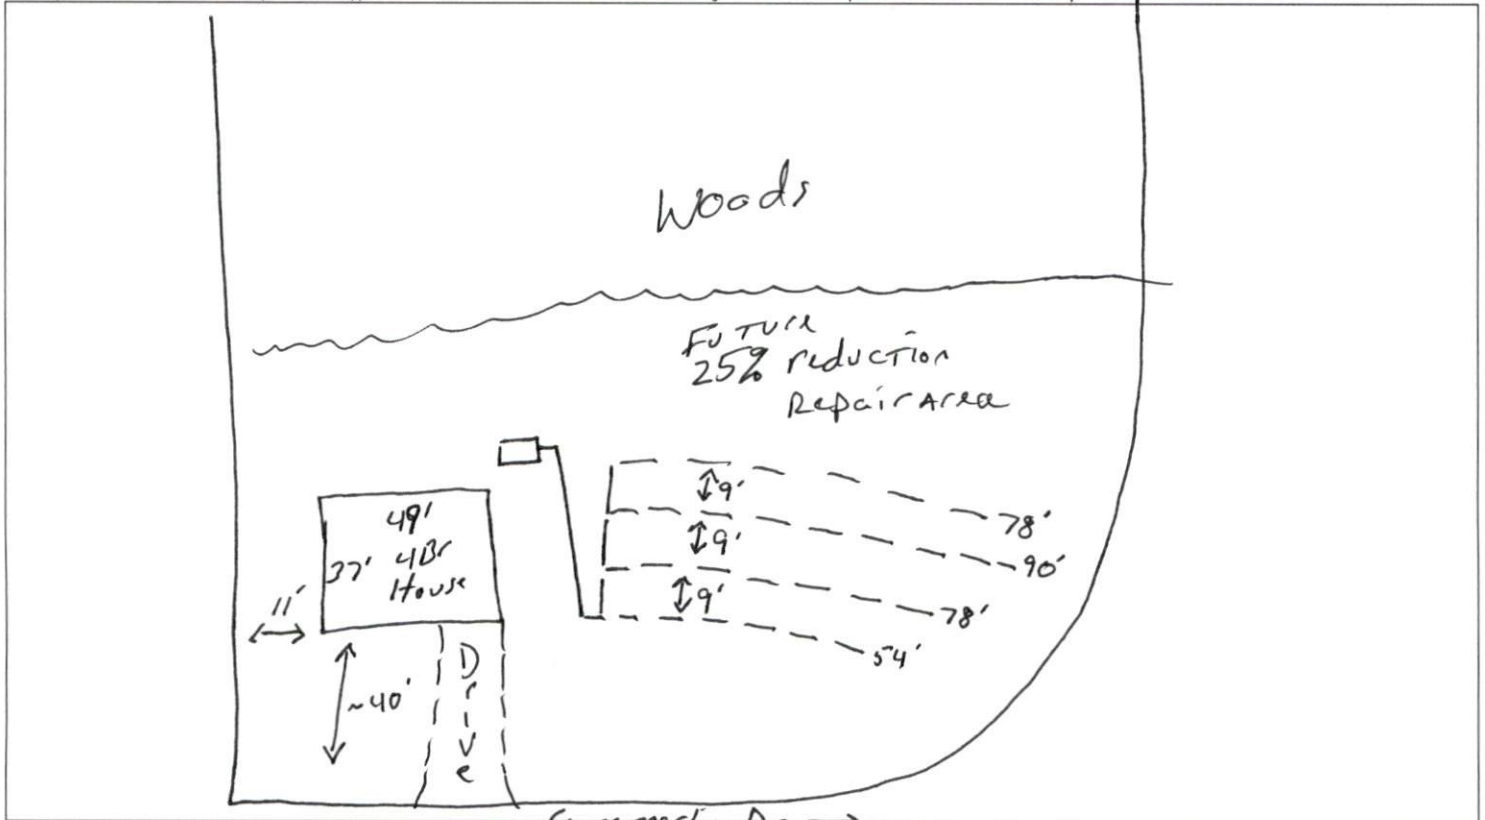 Woods
Future
25% reduction
Repair Area
9'
78'
9'
90'
9'
78'
54'
49'
37' 4Br
House
11'
~40'
Drive